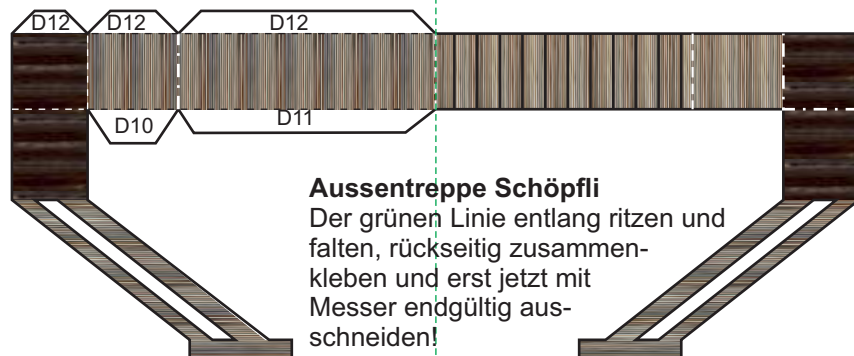 D12 D12 D12
D10 D11
Aussentreppe Schöpfli
Der grünen Linie entlang ritzen und
falten, rückseitig zusammen-
kleben und erst jetzt mit
Messer endgültig aus-
schneiden!